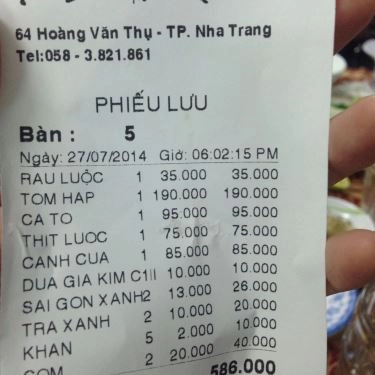 64 Hoàng Văn Thụ - TP. Nha Trang
Tel:058 - 3.821.861
PHIẾU LƯU
Bàn : 5
Ngày: 27/07/2014 Giờ: 06:02:15 PM
RAU LUỘC 1 35.000 35.000
TOM HAP 1 190.000 190.000
CA TO 1 95.000 95.000
THIT LUOC 1 75.000 75.000
CANH CUA 1 85.000 85.000
DUA GIA KIM C1 10.000 10.000
SAI GON XANH 2 13.000 26.000
TRA XANH 2 10.000 20.000
KHAN 5 2.000 10.000
COM 2 20.000 40.000
586.000